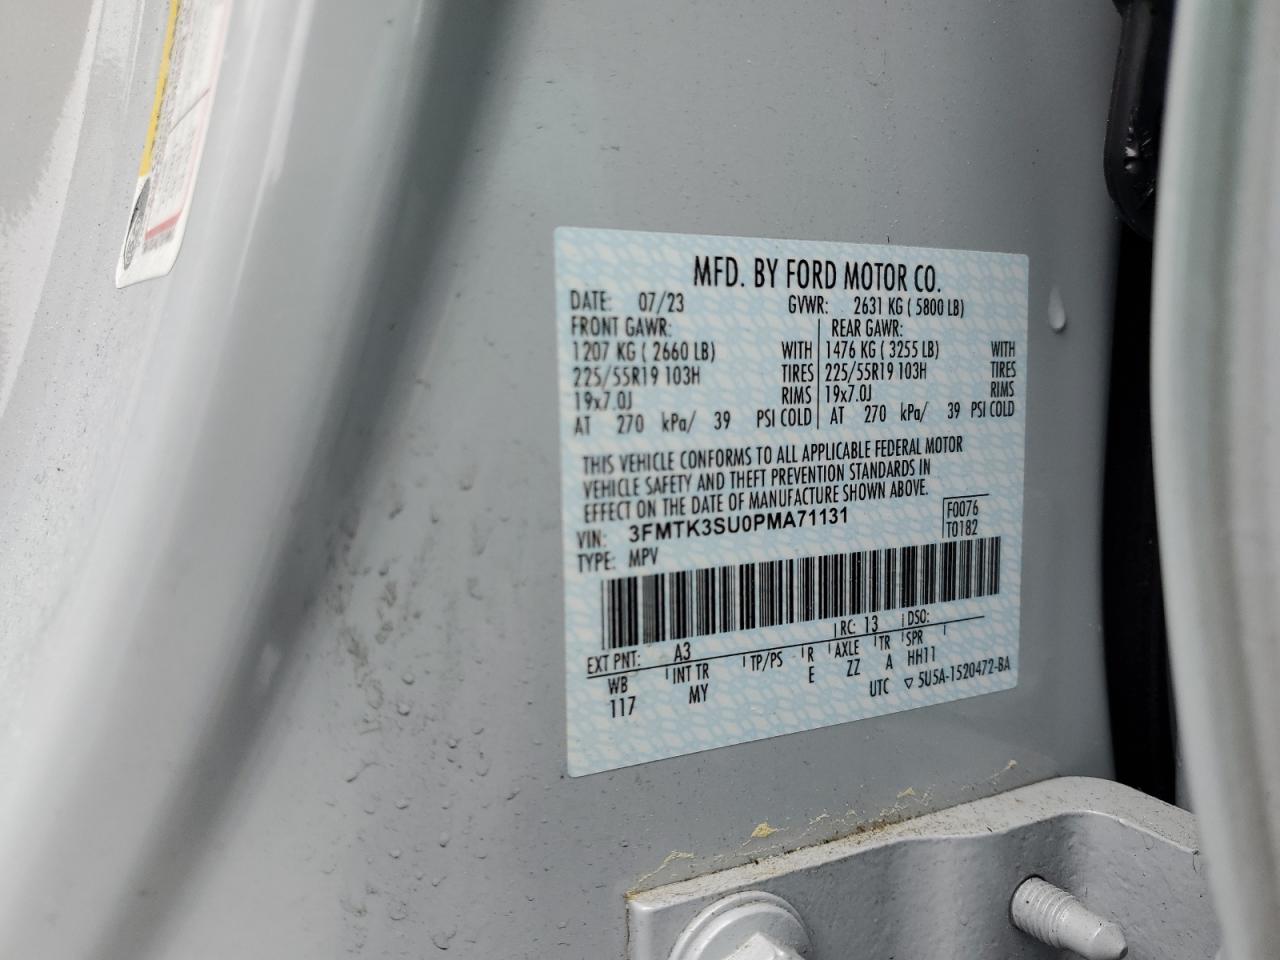 MFD. BY FORD MOTOR CO.
DATE: 07/23 GVWR: 2631 KG ( 5800 LB)
FRONT GAWR: REAR GAWR:
1207 KG ( 2660 LB) WITH 1476 KG ( 3255 LB) WITH
225/55R19 103H TIRES 225/55R19 103H TIRES
19x7.0J RIMS 19x7.0J RIMS
AT 270 kPa/ 39 PSI COLD AT 270 kPa/ 39 PSI COLD
THIS VEHICLE CONFORMS TO ALL APPLICABLE FEDERAL MOTOR
VEHICLE SAFETY AND THEFT PREVENTION STANDARDS IN
EFFECT ON THE DATE OF MANUFACTURE SHOWN ABOVE.
VIN: 3FMTK3SU0PMA71131 F0076
TYPE: MPV T0182
EXT PNT: A3 RC: 13 DSO:
WB INT TR TP/PS R AXLE TR SPR
117 MY E ZZ A HH11
UTC ▽ 5U5A-1520472-BA